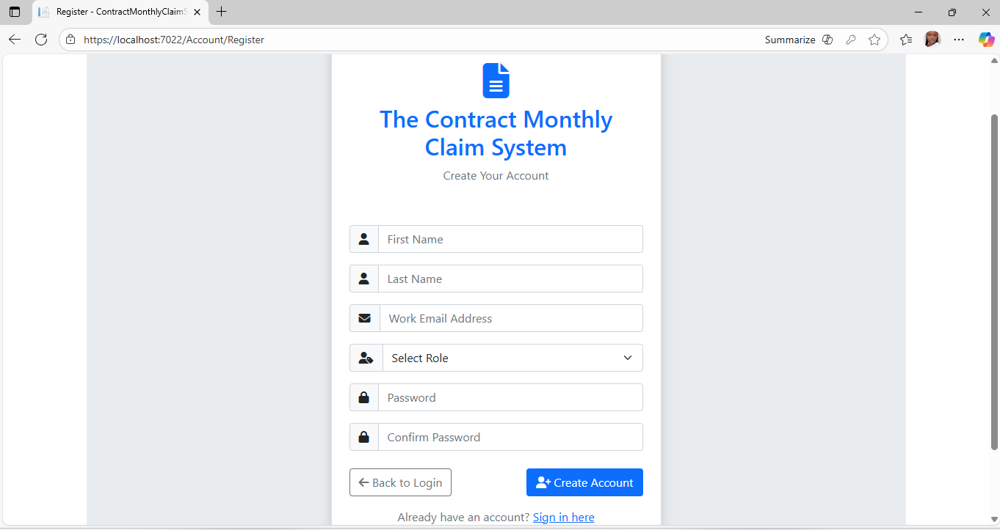 Register - ContractMonthlyClaimS
https://localhost:7022/Account/Register
Summarize
The Contract Monthly
Claim System
Create Your Account
First Name
Last Name
Work Email Address
Select Role
Password
Confirm Password
Back to Login
Create Account
Already have an account? Sign in here